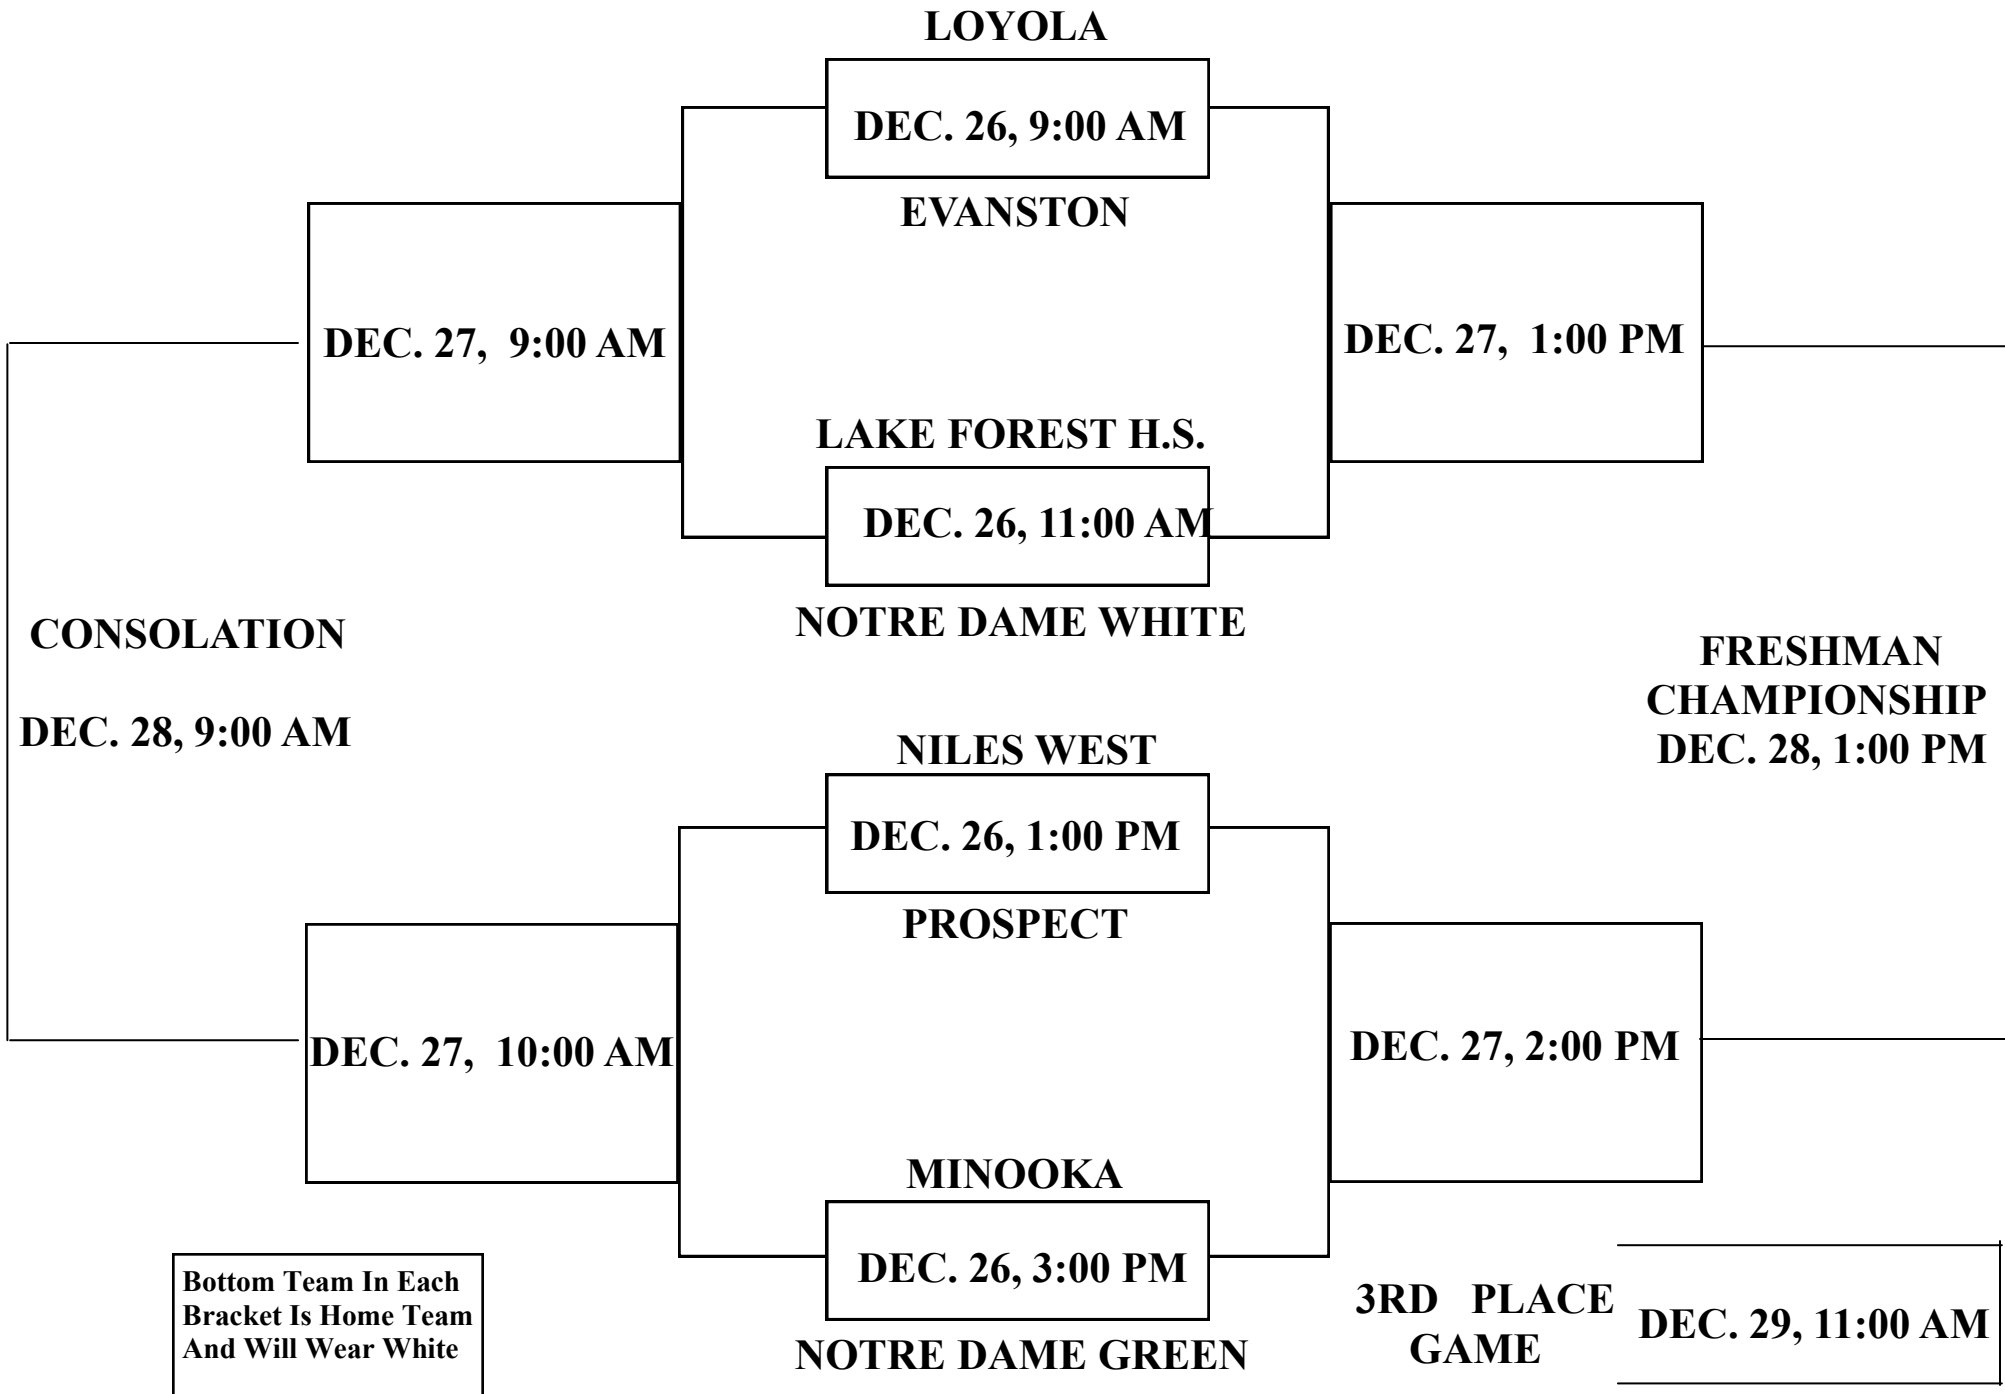 LOYOLA
DEC. 26, 9:00 AM
EVANSTON
DEC. 27, 9:00 AM
DEC. 27, 1:00 PM
LAKE FOREST H.S.
DEC. 26, 11:00 AM
NOTRE DAME WHITE
CONSOLATION
DEC. 28, 9:00 AM
FRESHMAN
CHAMPIONSHIP
DEC. 28, 1:00 PM
NILES WEST
DEC. 26, 1:00 PM
PROSPECT
DEC. 27, 10:00 AM
DEC. 27, 2:00 PM
MINOOKA
DEC. 26, 3:00 PM
NOTRE DAME GREEN
Bottom Team In Each
Bracket Is Home Team
And Will Wear White
3RD PLACE
GAME
DEC. 29, 11:00 AM